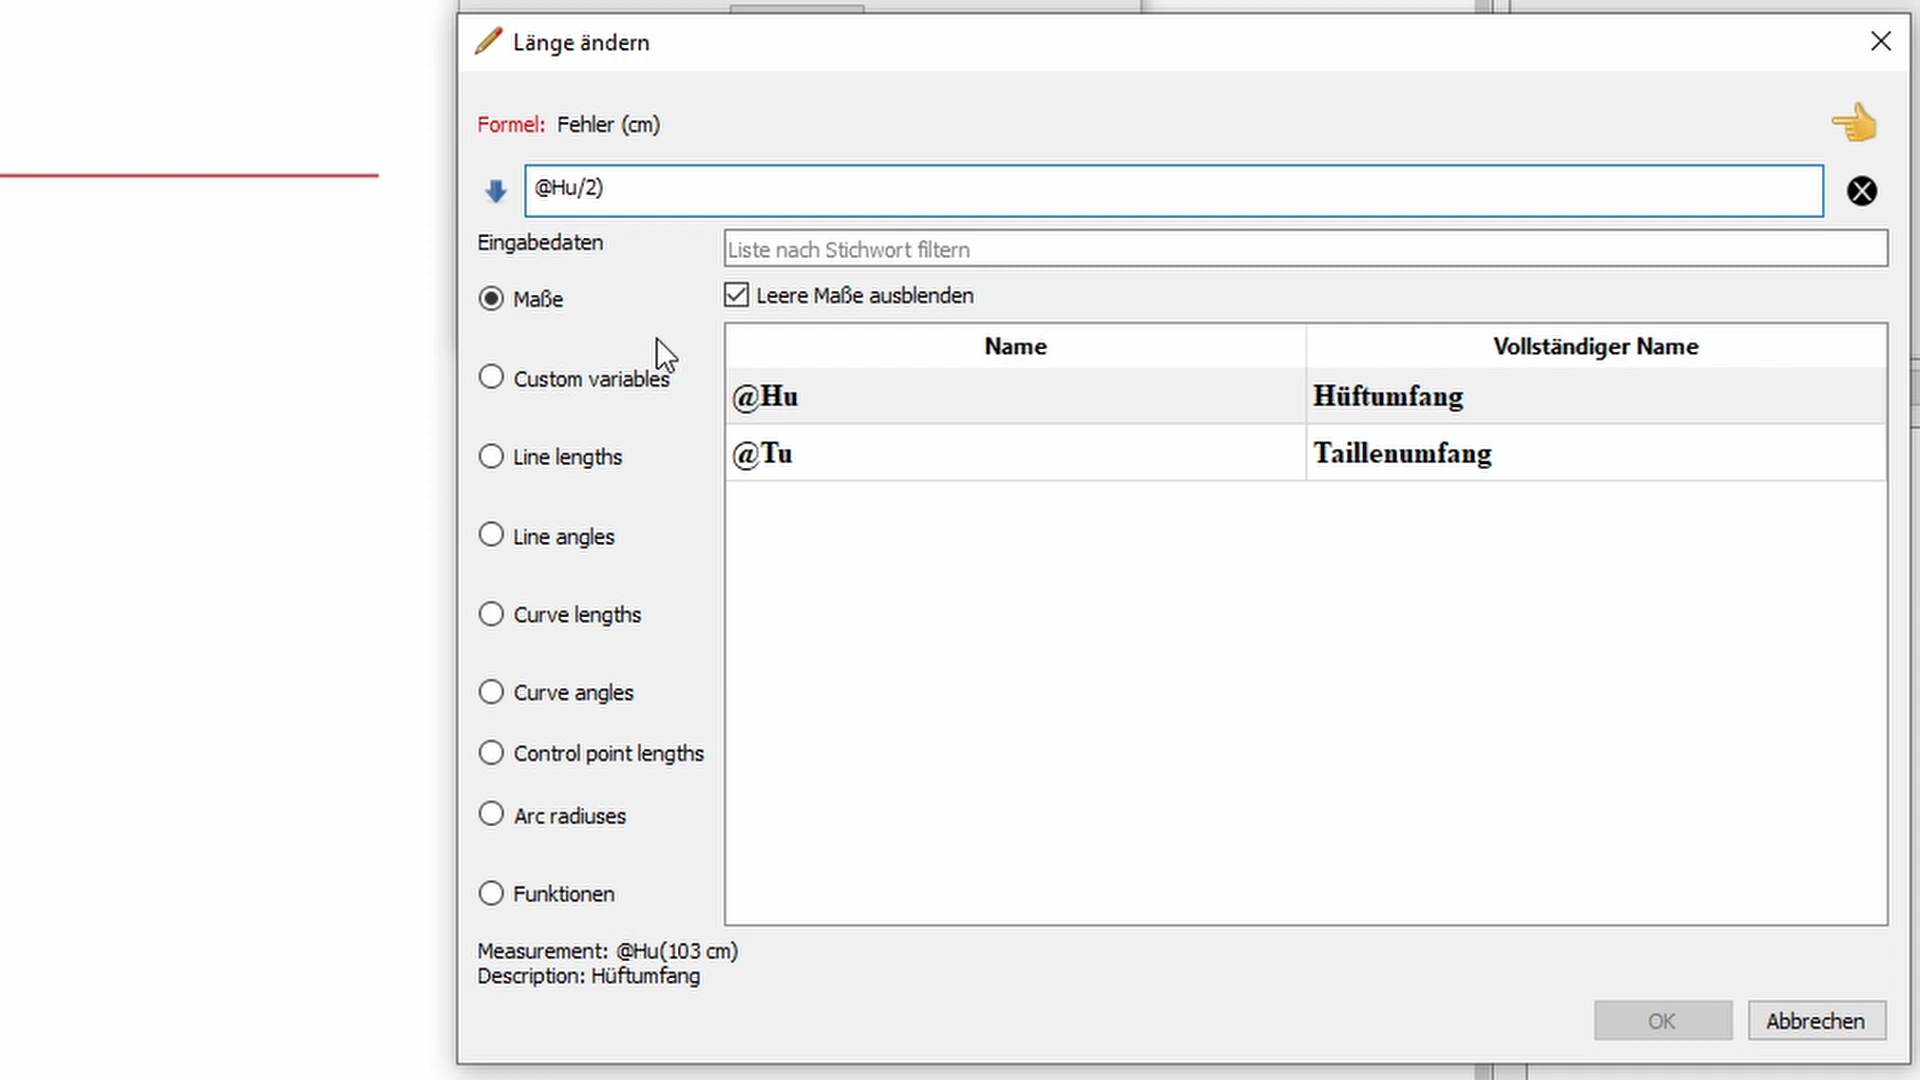 Länge ändern
Formel: Fehler (cm)
@Hu/2)
Eingabedaten
Liste nach Stichwort filtern
Maße
Leere Maße ausblenden
Name Vollständiger Name
Custom variables
@Hu Hüftumfang
@Tu Taillenumfang
Line lengths
Line angles
Curve lengths
Curve angles
Control point lengths
Arc radiuses
Funktionen
Measurement: @Hu(103 cm)
Description: Hüftumfang
OK Abbrechen